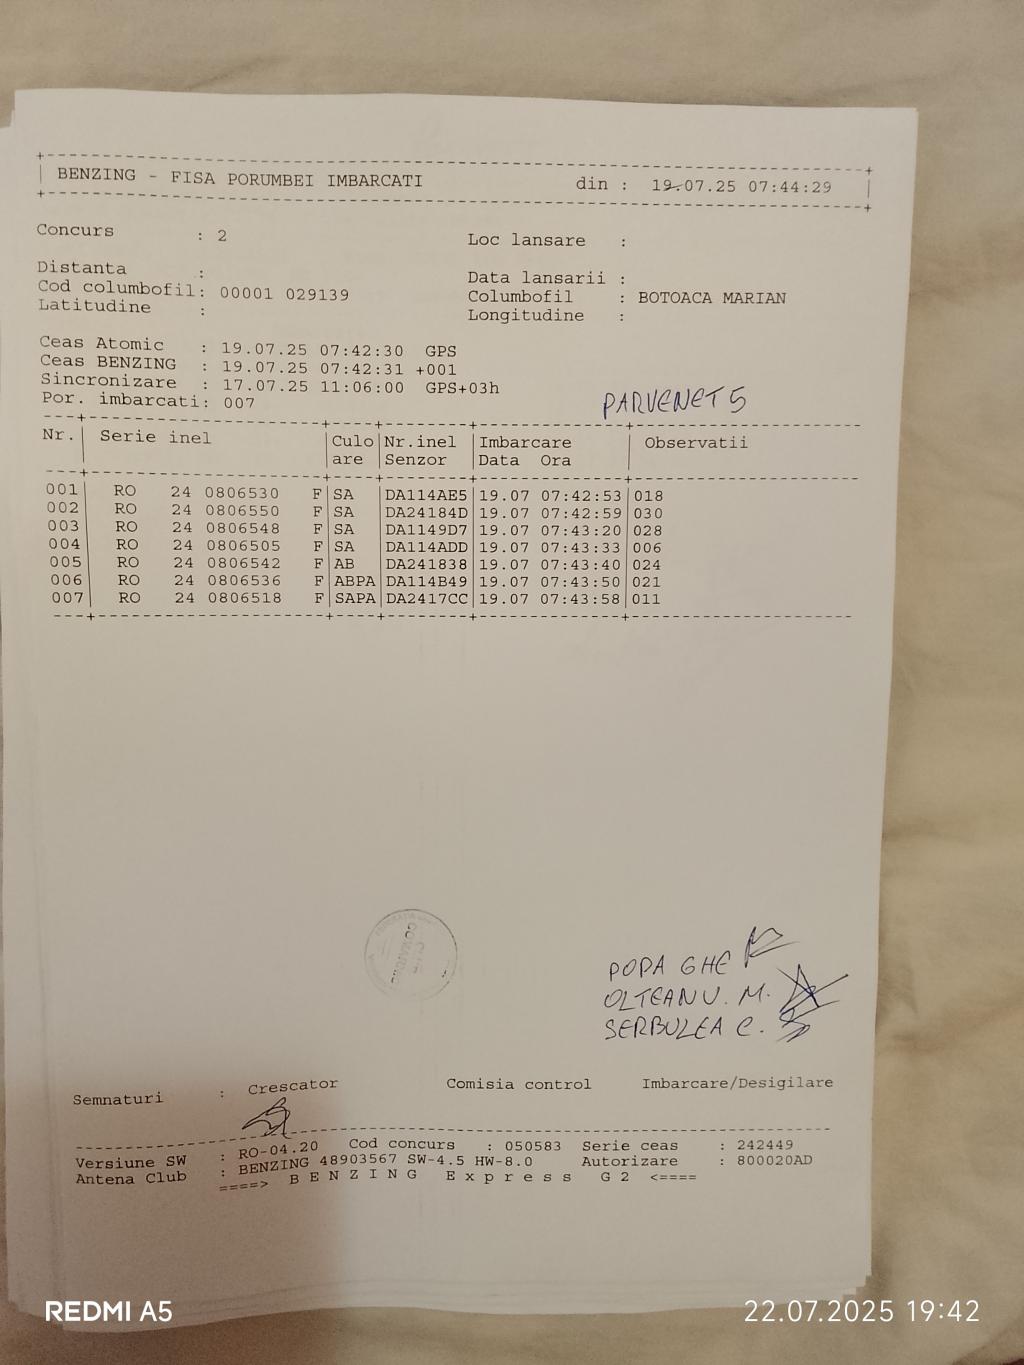 BENZING - FISA PORUMBEI IMBARCATI din : 19.07.25 07:44:29
Concurs : 2 Loc lansare :
Distanta : Data lansarii :
Cod columbofil: 00001 029139 Columbofil : BOTOACA MARIAN
Latitudine : Longitudine :
Ceas Atomic : 19.07.25 07:42:30 GPS
Ceas BENZING : 19.07.25 07:42:31 +001
Sincronizare : 17.07.25 11:06:00 GPS+03h
Por. imbarcati: 007
PARVENET 5
Nr. Serie inel Culo Nr.inel Imbarcare Observatii
are Senzor Data Ora
001 RO 24 0806530 F SA DA114AE5 19.07 07:42:53 018
002 RO 24 0806550 F SA DA24184D 19.07 07:42:59 030
003 RO 24 0806548 F SA DA1149D7 19.07 07:43:20 028
004 RO 24 0806505 F SA DA114ADD 19.07 07:43:33 006
005 RO 24 0806542 F AB DA241838 19.07 07:43:40 024
006 RO 24 0806536 F ABPA DA114B49 19.07 07:43:50 021
007 RO 24 0806518 F SAPA DA2417CC 19.07 07:43:58 011
POPA GHE
OLTEANU. M.
SERBULEA C.
Semnaturi : Crescator Comisia control Imbarcare/Desigilare
Versiune SW : RO-04.20 Cod concurs : 050583 Serie ceas : 242449
Antena Club : BENZING 48903567 SW-4.5 HW-8.0 Autorizare : 800020AD
====> B E N Z I N G E x p r e s s G 2 <====
REDMI A5 22.07.2025 19:42